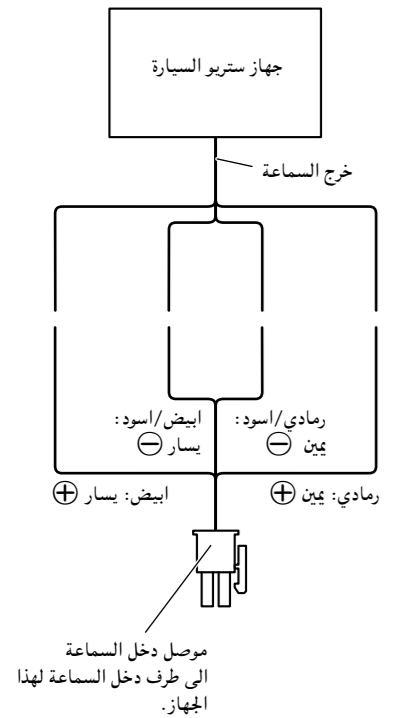 جهاز ستريو السيارة
خرج السماعة
رمادي/اسود:
يمين ⊖
ابيض/اسود:
يسار ⊖
رمادي: يمين ⊕
ابيض: يسار ⊕
موصل دخل السماعة
الى طرف دخل السماعة لهذا
الجهاز.